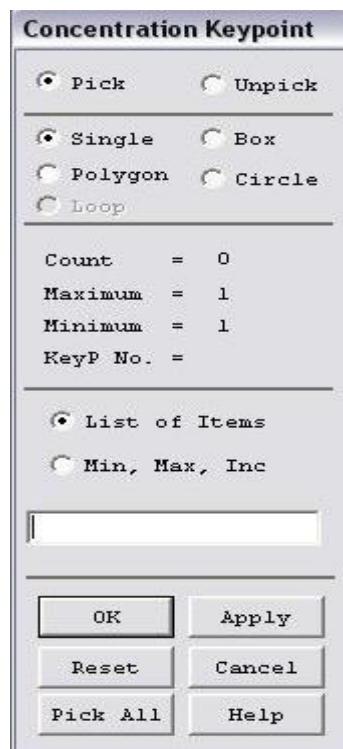 Concentration Keypoint
Pick Unpick
Single Box
Polygon Circle
Loop
Count = 0
Maximum = 1
Minimum = 1
KeyP No. =
List of Items
Min, Max, Inc
OK Apply
Reset Cancel
Pick All Help